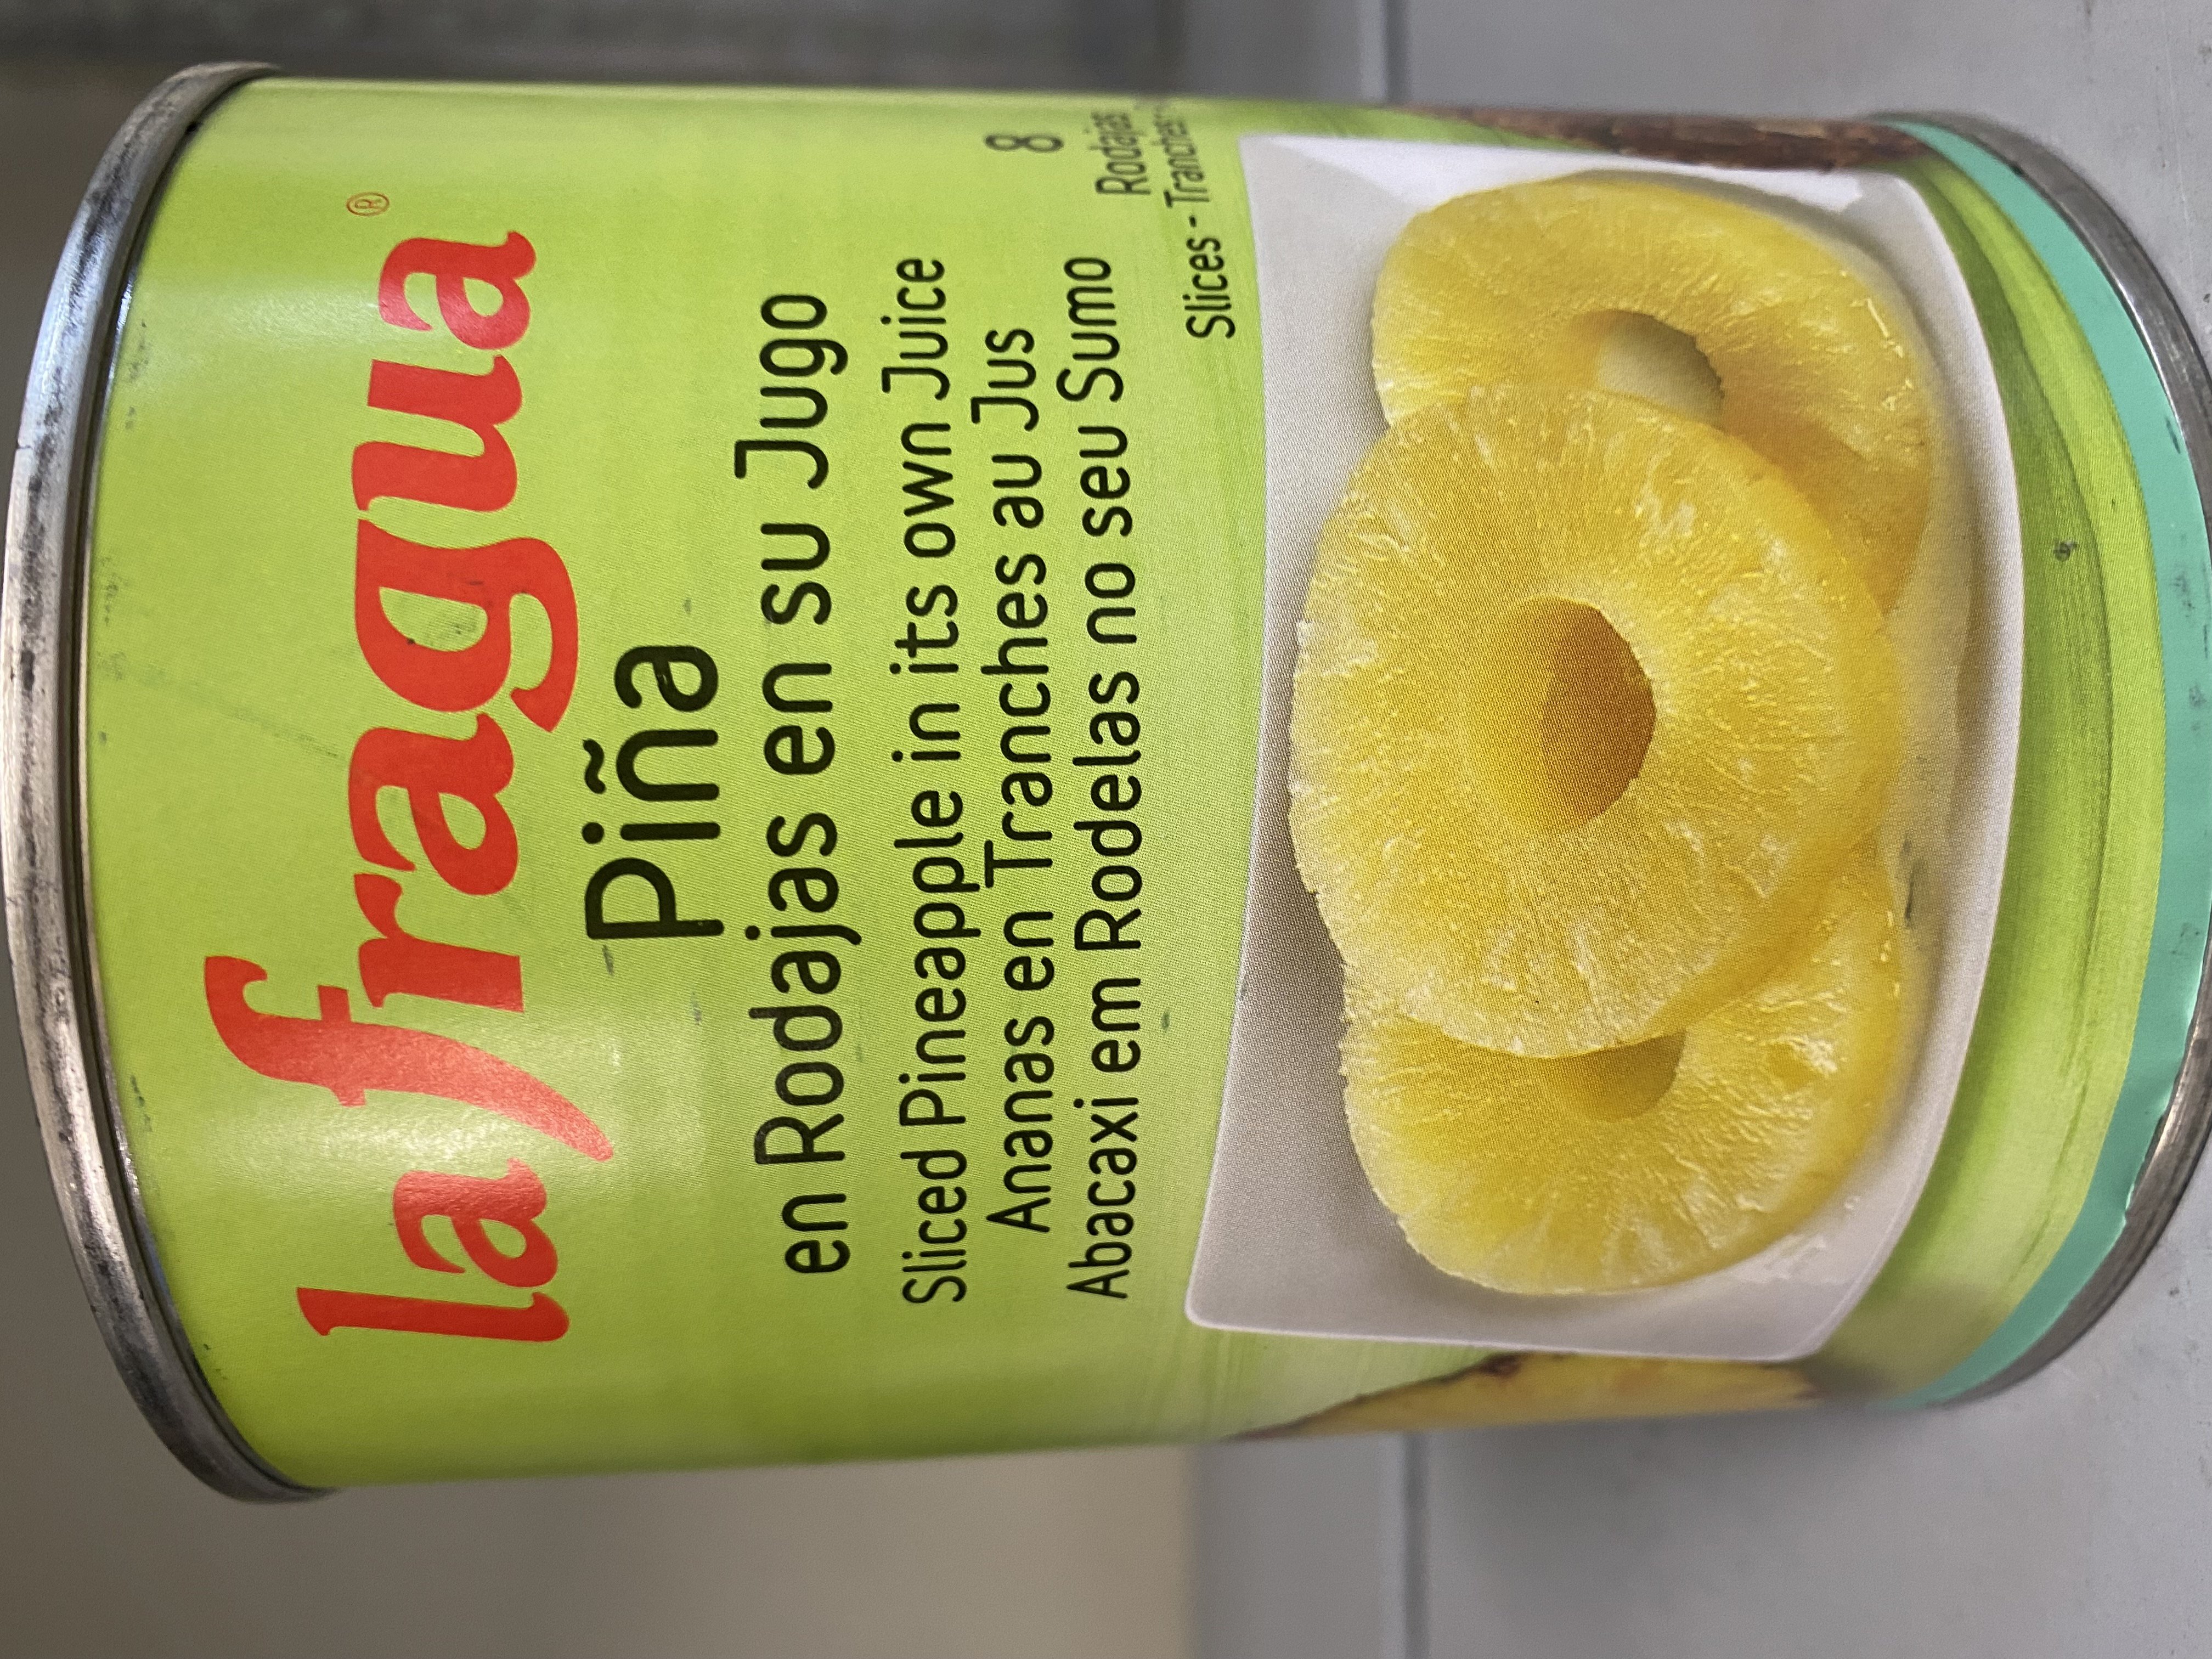 la fragua ®
Piña
en Rodajas en su Jugo
Sliced Pineapple in its own Juice
Ananas en Tranches au Jus
Abacaxi em Rodelas no seu Sumo
8
Rodajas
Slices - Tranches -